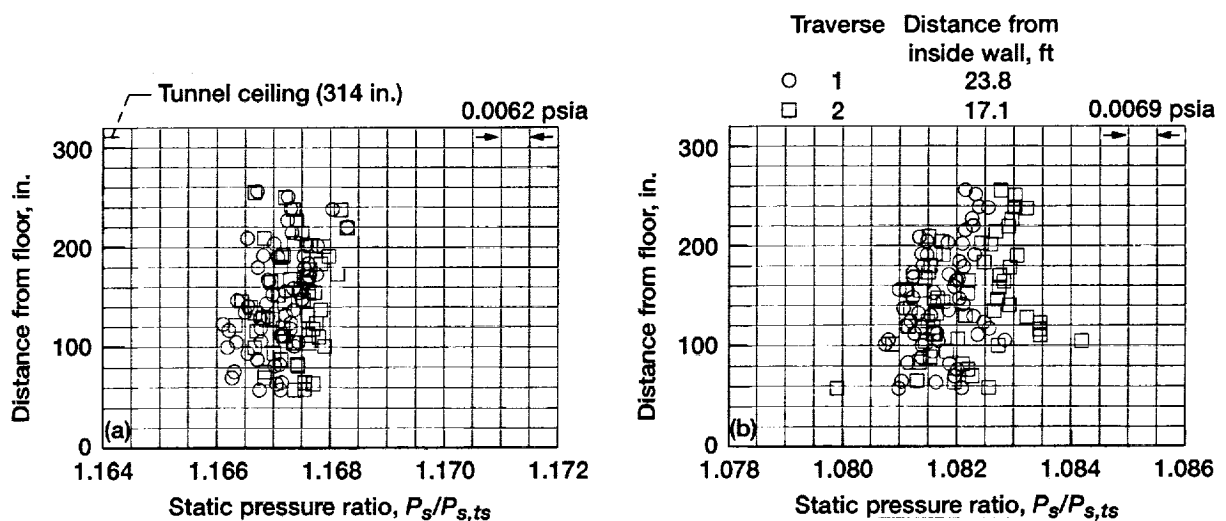 Traverse Distance from
inside wall, ft
○ 1 23.8
□ 2 17.1
Tunnel ceiling (314 in.)
0.0062 psia
0.0069 psia
300
200
100
0
Distance from floor, in.
(a)
1.164 1.166 1.168 1.170 1.172
Static pressure ratio, Ps/Ps,ts
300
200
100
0
Distance from floor, in.
(b)
1.078 1.080 1.082 1.084 1.086
Static pressure ratio, Ps/Ps,ts